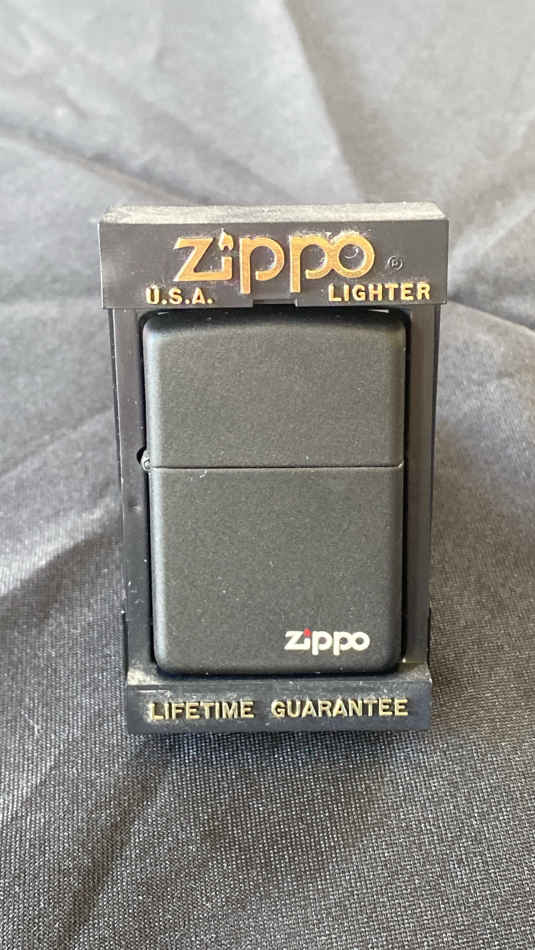 zippo ®
U.S.A. LIGHTER
zippo
LIFETIME GUARANTEE